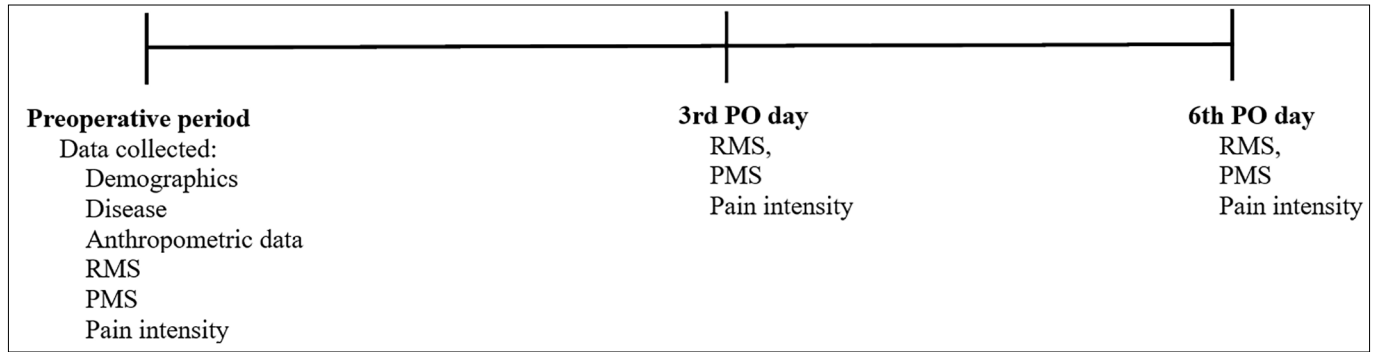 Preoperative period
Data collected:
Demographics
Disease
Anthropometric data
RMS
PMS
Pain intensity
3rd PO day
RMS,
PMS
Pain intensity
6th PO day
RMS,
PMS
Pain intensity